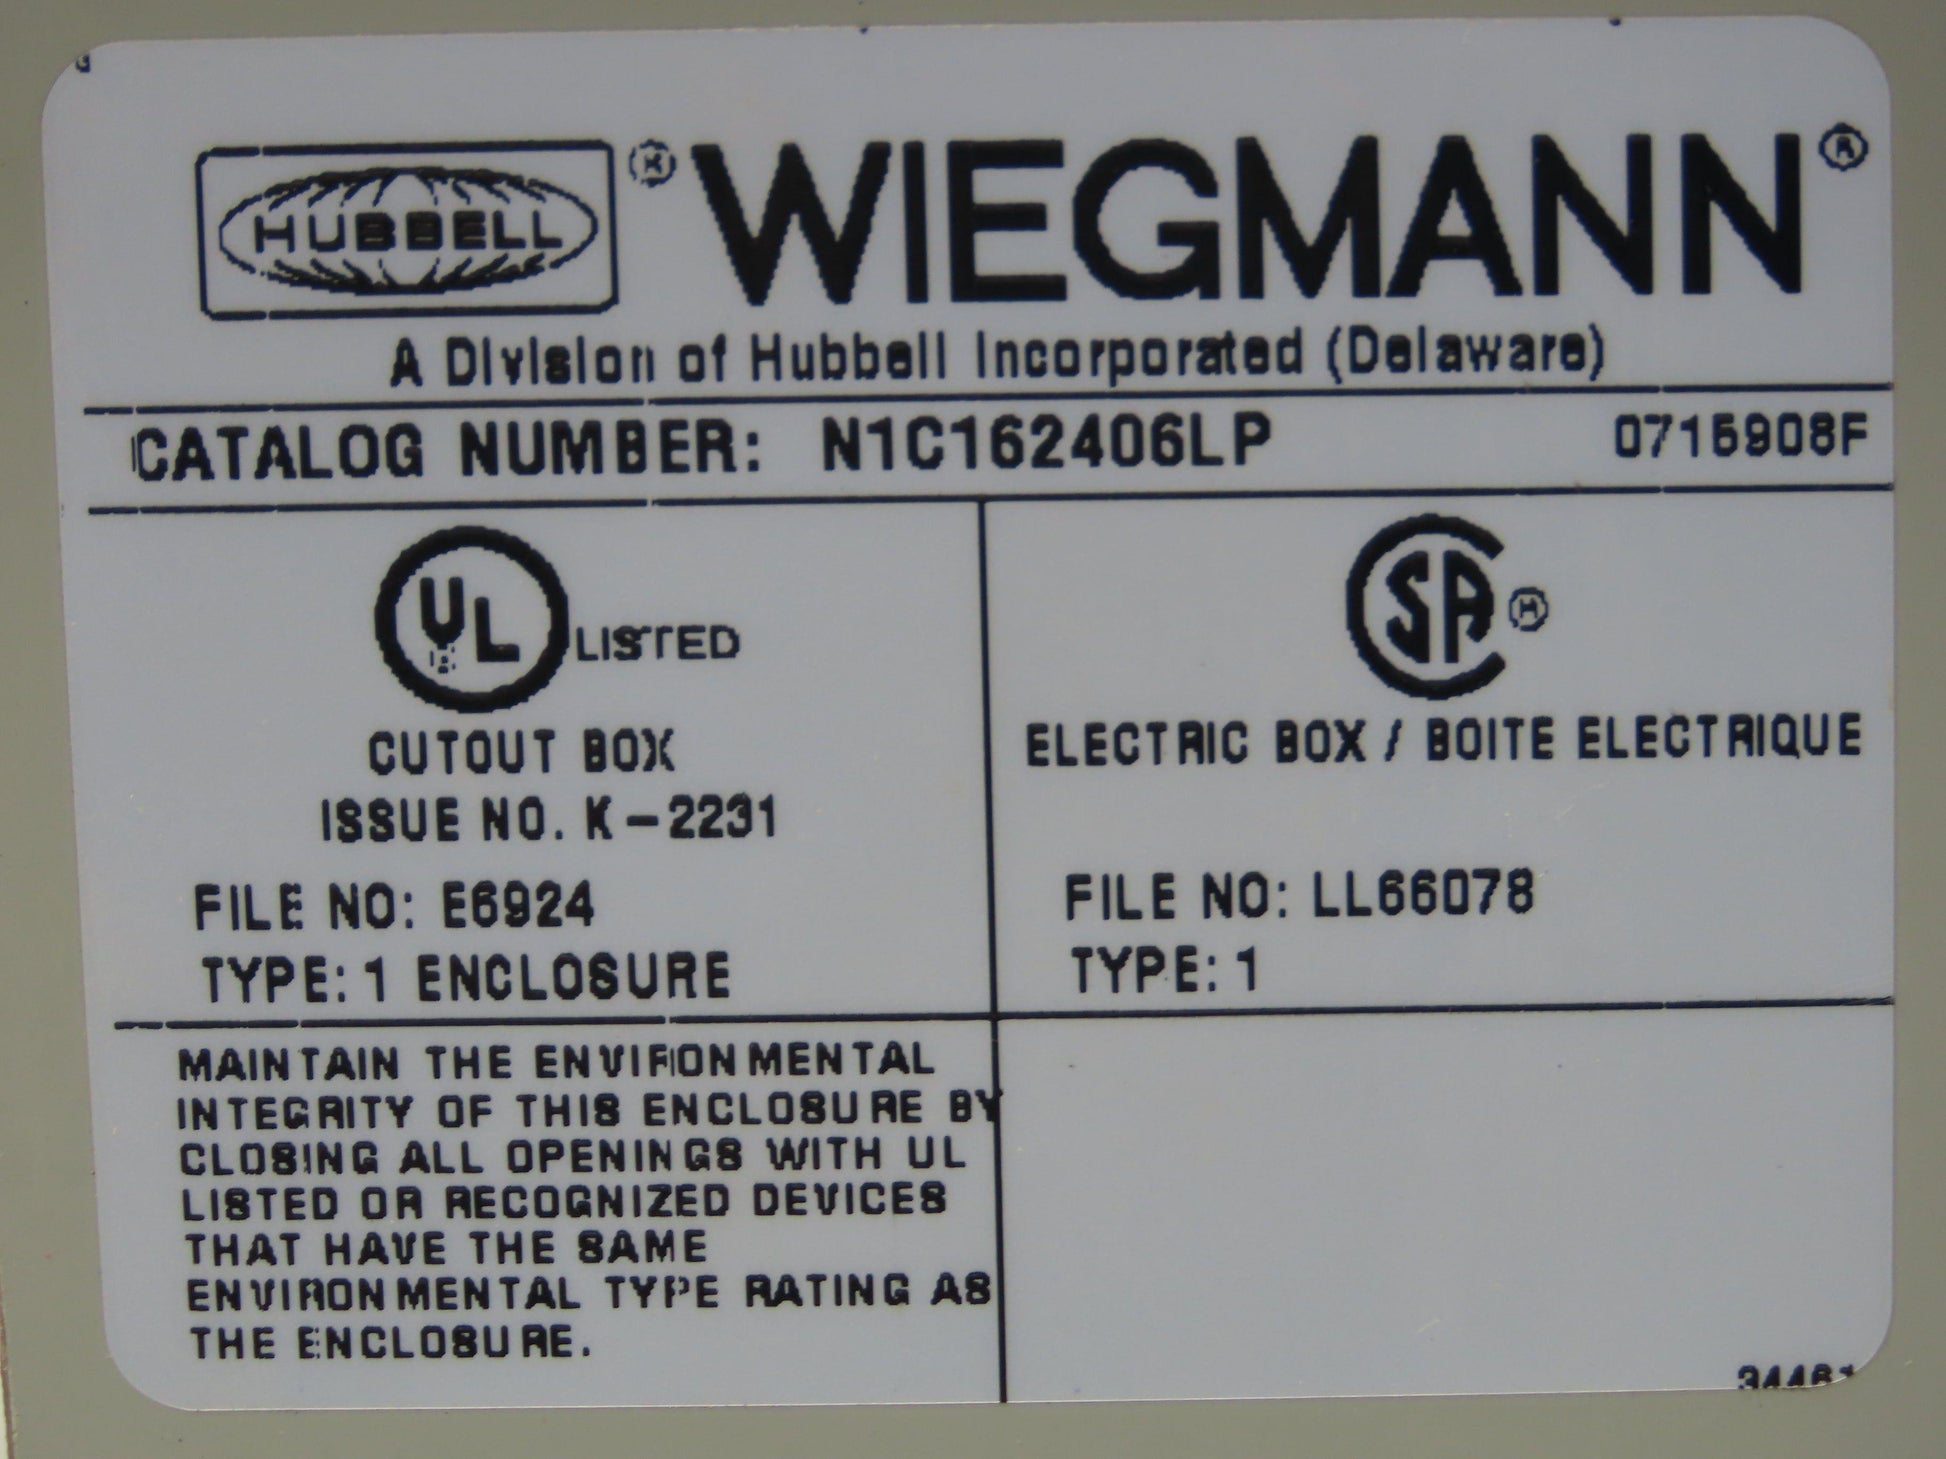 HUBBELL ® WIEGMANN ®
A Division of Hubbell Incorporated (Delaware)
CATALOG NUMBER: N1C162406LP 0715908F
UL LISTED
CUTOUT BOX
ISSUE NO. K-2231
FILE NO: E6924
TYPE: 1 ENCLOSURE
CSA ®
ELECTRIC BOX / BOITE ELECTRIQUE
FILE NO: LL66078
TYPE: 1
MAINTAIN THE ENVIRONMENTAL
INTEGRITY OF THIS ENCLOSURE BY
CLOSING ALL OPENINGS WITH UL
LISTED OR RECOGNIZED DEVICES
THAT HAVE THE SAME
ENVIRONMENTAL TYPE RATING AS
THE ENCLOSURE.